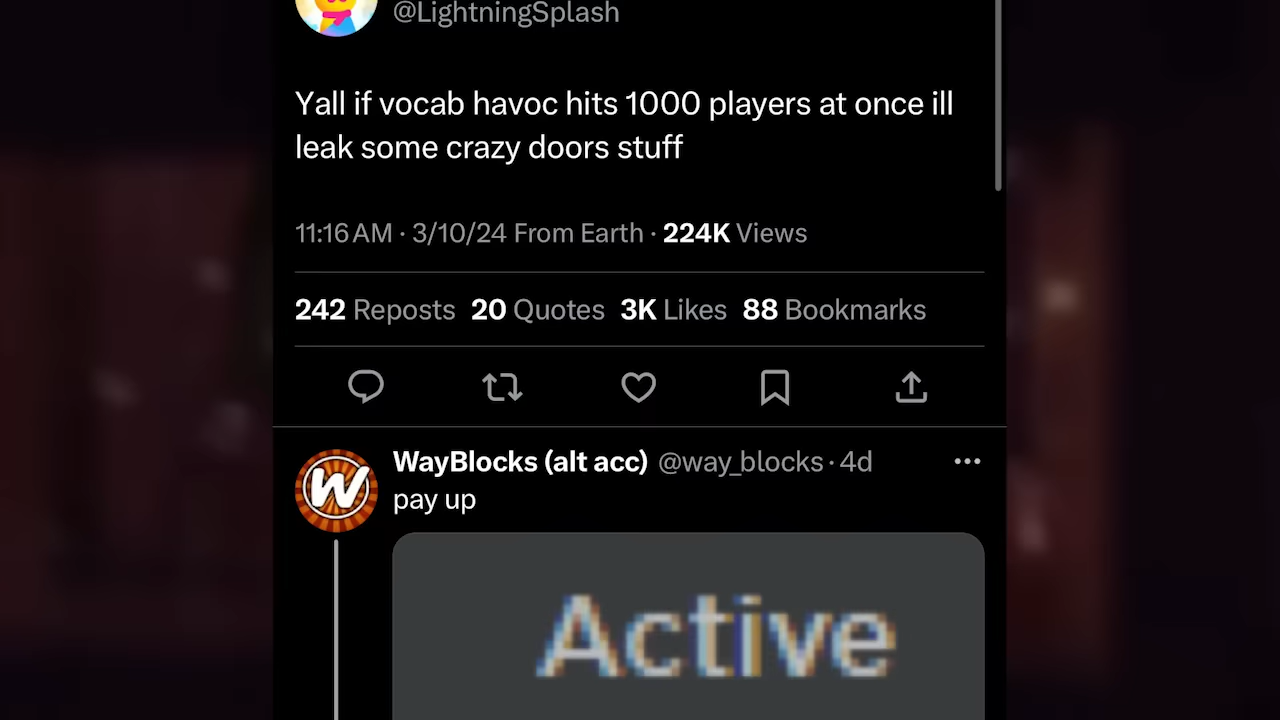 @LightningSplash
Yall if vocab havoc hits 1000 players at once ill
leak some crazy doors stuff
11:16 AM · 3/10/24 From Earth · 224K Views
242 Reposts 20 Quotes 3K Likes 88 Bookmarks
WayBlocks (alt acc) @way_blocks · 4d
pay up
W
Active